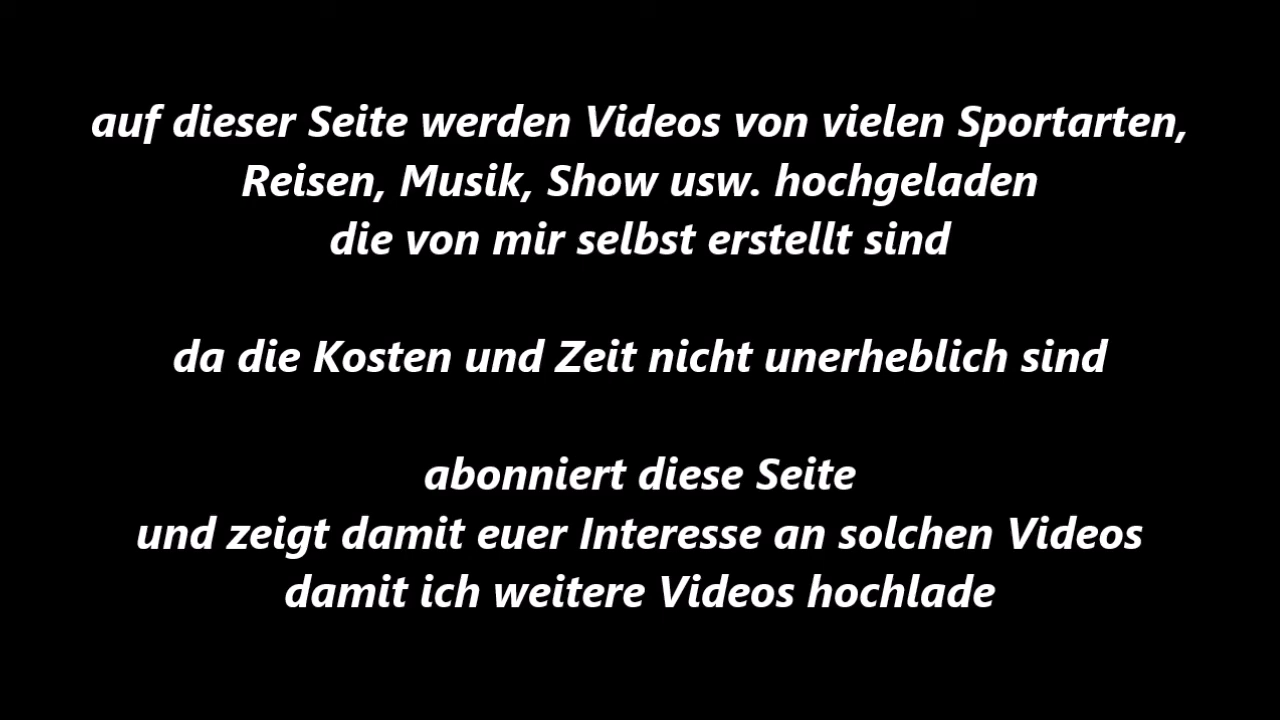 auf dieser Seite werden Videos von vielen Sportarten,
Reisen, Musik, Show usw. hochgeladen
die von mir selbst erstellt sind
da die Kosten und Zeit nicht unerheblich sind
abonniert diese Seite
und zeigt damit euer Interesse an solchen Videos
damit ich weitere Videos hochlade